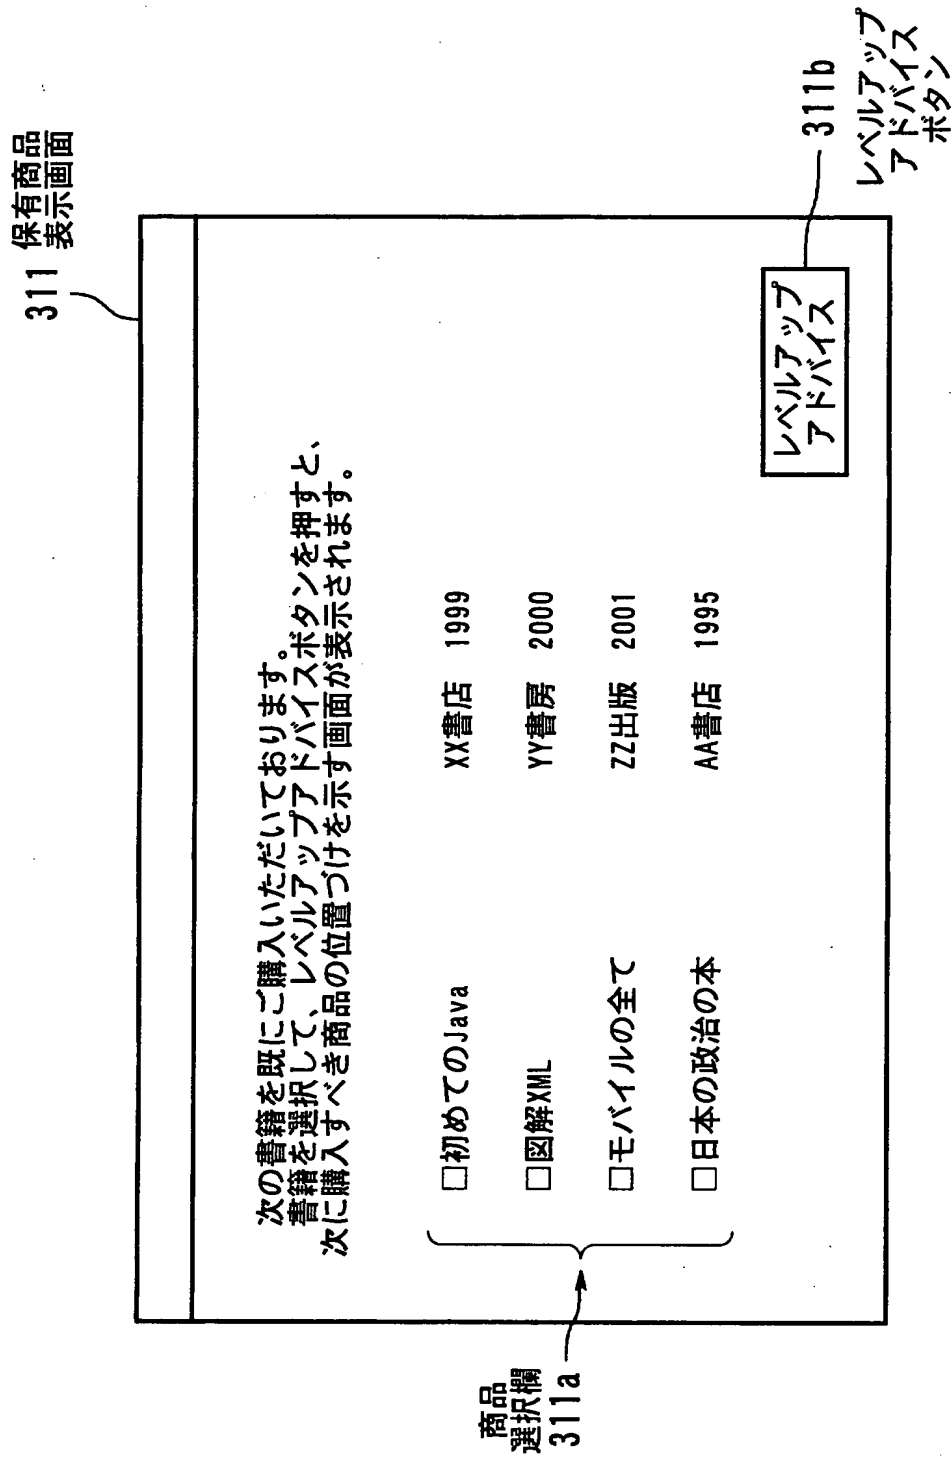 311 保有商品
表示画面
次の書籍を既にご購入いただいております。
書籍を選択して、レベルアップアドバイスボタンを押すと、
次に購入すべき商品の位置づけを示す画面が表示されます。
□初めてのJava XX書店 1999
□図解XML YY書房 2000
□モバイルの全て ZZ出版 2001
□日本の政治の本 AA書店 1995
商品
選択欄
311a
レベルアップ
アドバイス
311b
レベルアップ
アドバイス
ボタン